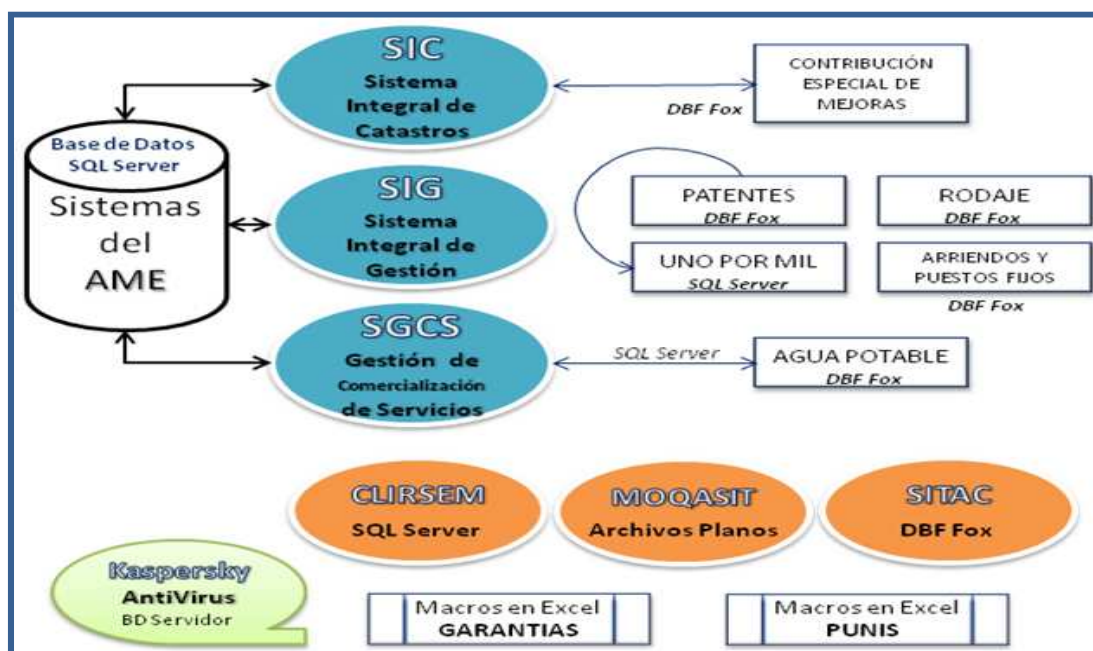 SIC
Sistema
Integral de
Catastros
DBF Fox
CONTRIBUCIÓN
ESPECIAL DE
MEJORAS
Base de Datos
SQL Server
Sistemas
del
AME
SIG
Sistema
Integral de
Gestión
PATENTES
DBF Fox
RODAJE
DBF Fox
UNO POR MIL
SQL Server
ARRIENDOS Y
PUESTOS FIJOS
DBF Fox
SGCS
Gestión de
Comercialización
de Servicios
SQL Server
AGUA POTABLE
DBF Fox
CLIRSEM
SQL Server
MOQASIT
Archivos Planos
SITAC
DBF Fox
Kaspersky
AntiVirus
BD Servidor
Macros en Excel
GARANTIAS
Macros en Excel
PUNIS